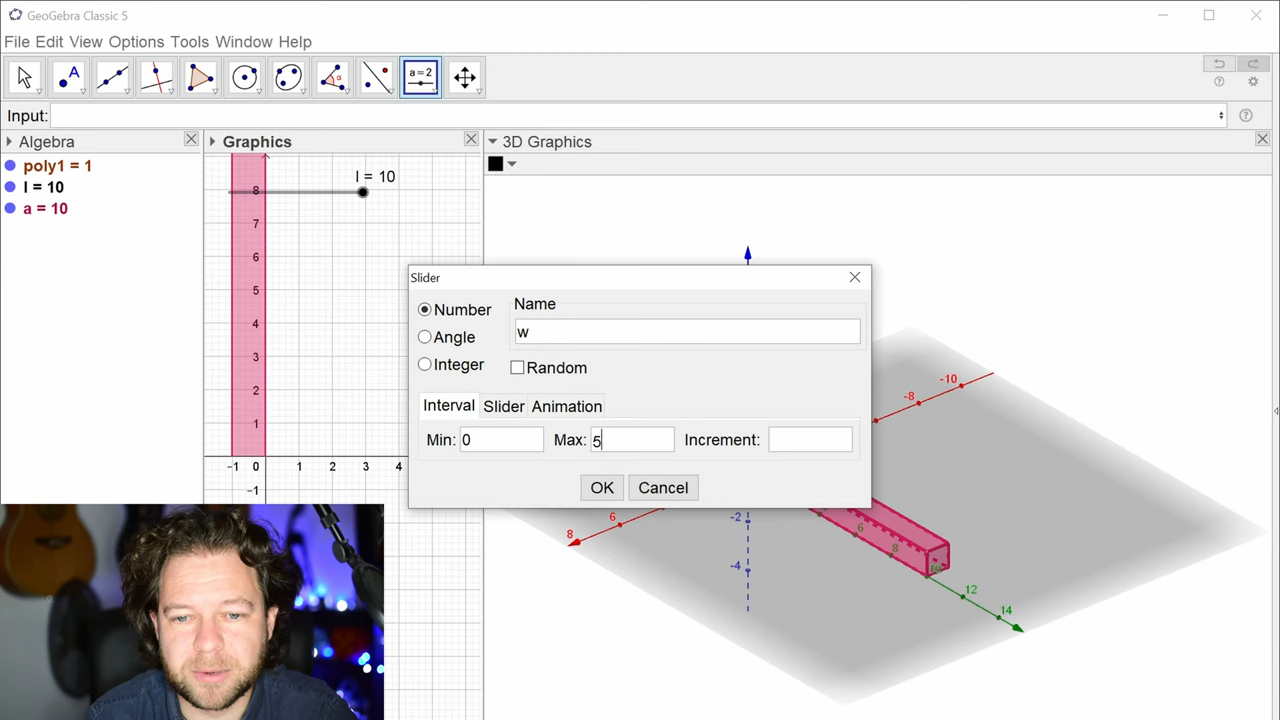 GeoGebra Classic 5
File Edit View Options Tools Window Help
A
α
a = 2
Input:
Algebra
Graphics
3D Graphics
poly1 = 1
l = 10
a = 10
l = 10
8
7
6
5
4
3
2
1
-1 0 1 2 3 4
-1
Slider
Number
Angle
Integer
Name
w
Random
Interval Slider Animation
Min: 0 Max: 5 Increment:
OK Cancel
-10
-8
8
6
-2
-4
6
8
12
14